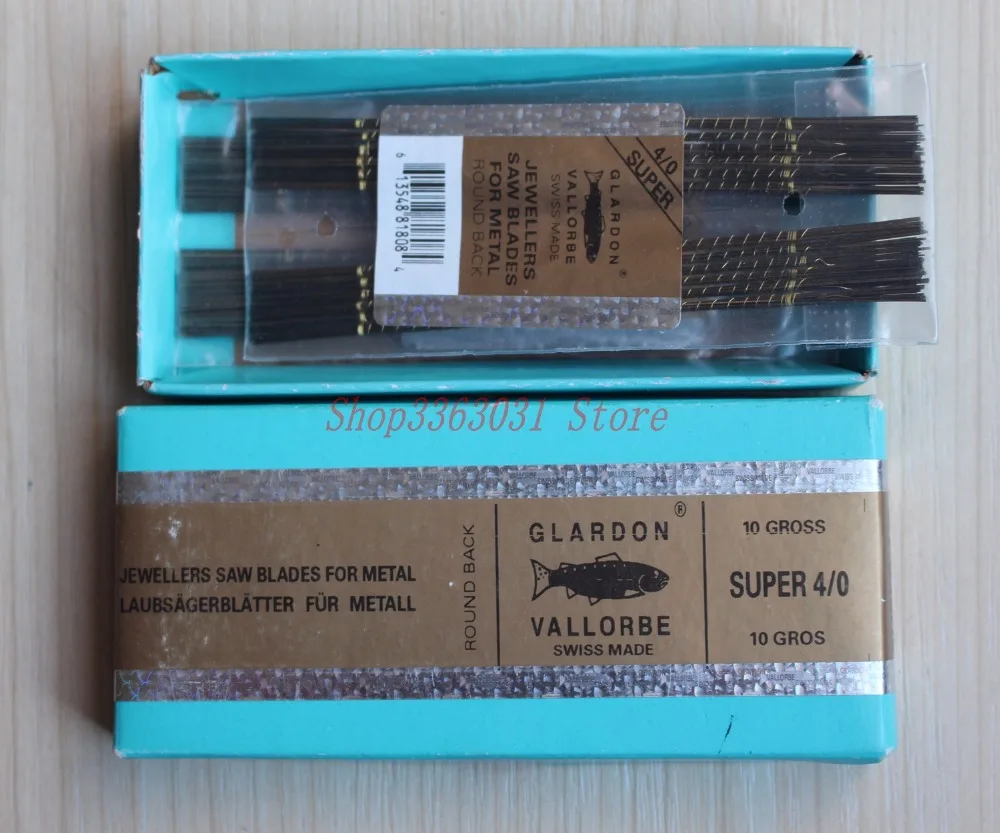 4/0
SUPER
GLARDON
®
VALLORBE
SWISS MADE
JEWELLERS
SAW BLADES
FOR METAL
ROUND BACK
6 13548 81808 4
Shop3363031 Store
VALLORBE
JEWELLERS SAW BLADES FOR METAL
LAUBSÄGERBLÄTTER FÜR METALL
ROUND BACK
GLARDON ®
VALLORBE
SWISS MADE
10 GROSS
SUPER 4/0
10 GROS
VALLORBE